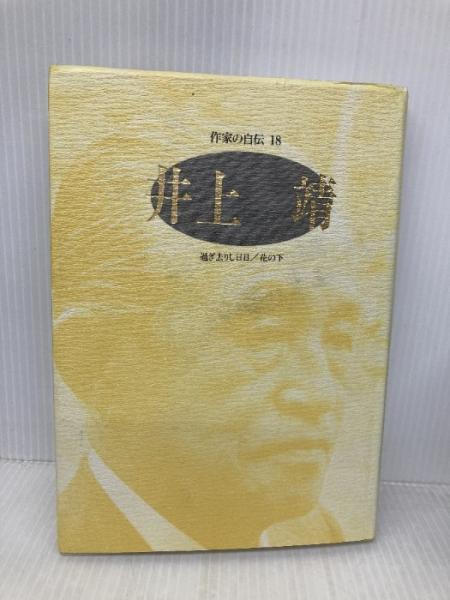 作家の自伝 18
井上 靖
過ぎ去りし日日／花の下